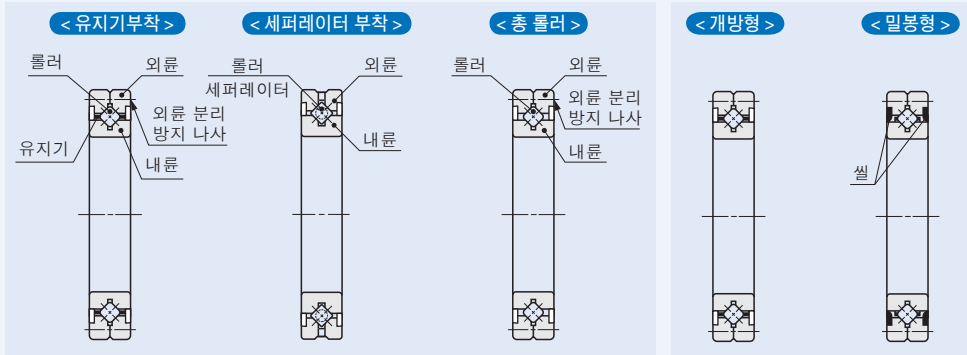 < 유지기부착 >
롤러
외륜
외륜 분리
방지 나사
유지기
내륜
< 세퍼레이터 부착 >
롤러
외륜
세퍼레이터
내륜
< 총 롤러 >
롤러
외륜
외륜 분리
방지 나사
내륜
< 개방형 >
< 밀봉형 >
씰